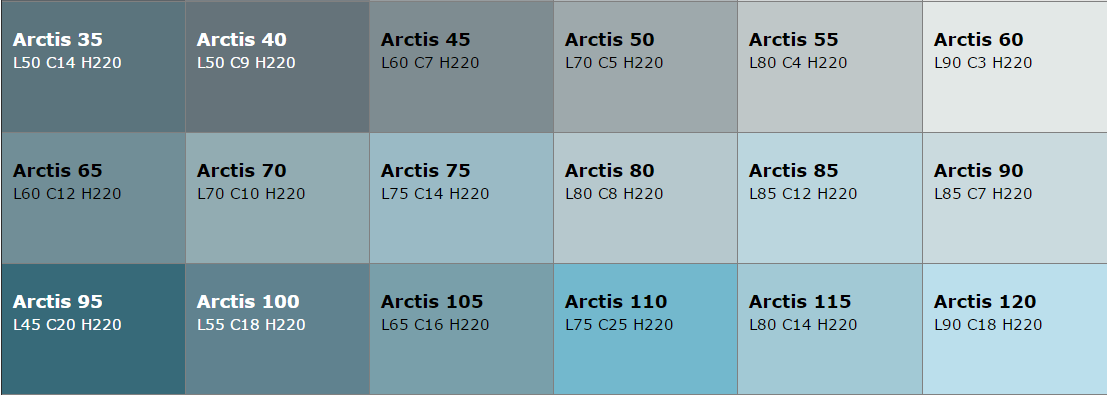 Arctis 35
L50 C14 H220
Arctis 40
L50 C9 H220
Arctis 45
L60 C7 H220
Arctis 50
L70 C5 H220
Arctis 55
L80 C4 H220
Arctis 60
L90 C3 H220
Arctis 65
L60 C12 H220
Arctis 70
L70 C10 H220
Arctis 75
L75 C14 H220
Arctis 80
L80 C8 H220
Arctis 85
L85 C12 H220
Arctis 90
L85 C7 H220
Arctis 95
L45 C20 H220
Arctis 100
L55 C18 H220
Arctis 105
L65 C16 H220
Arctis 110
L75 C25 H220
Arctis 115
L80 C14 H220
Arctis 120
L90 C18 H220